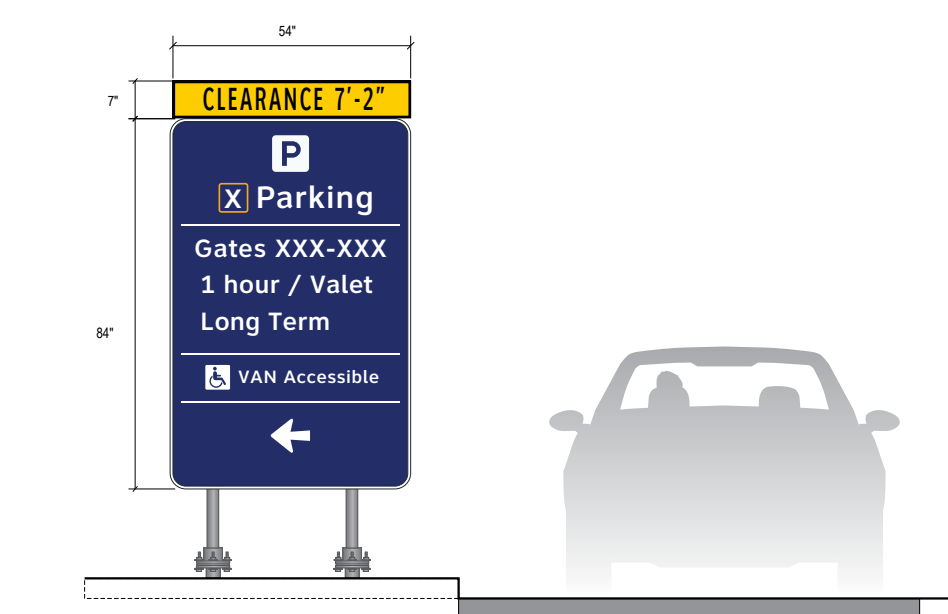 54"
7"
CLEARANCE 7'-2"
P
X Parking
Gates XXX-XXX
1 hour / Valet
Long Term
84"
VAN Accessible